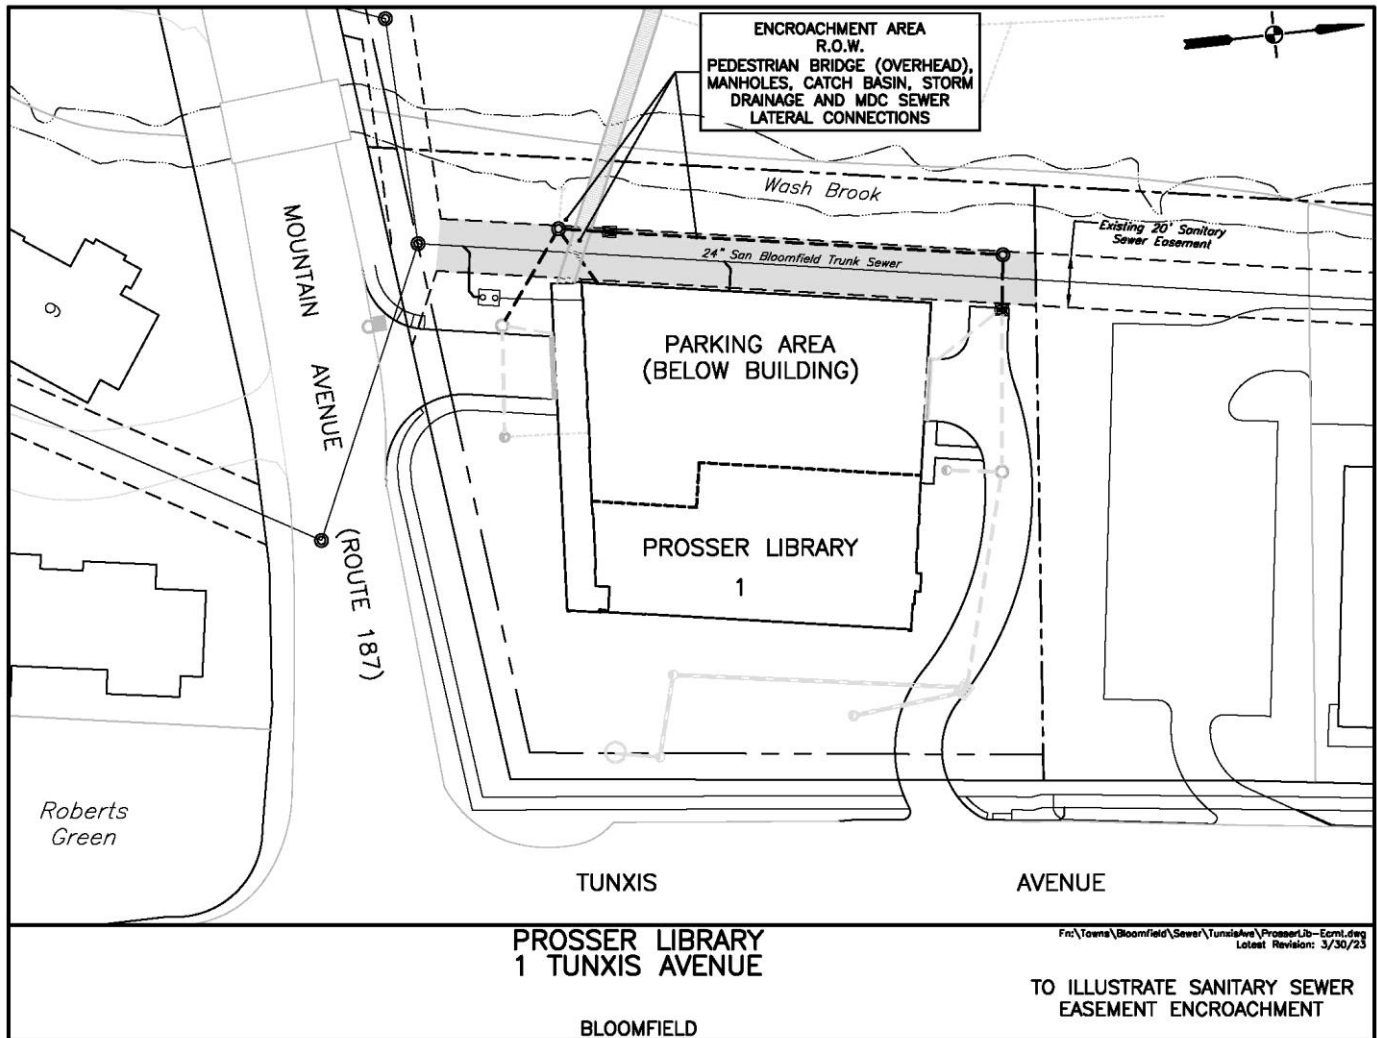 ENCROACHMENT AREA
R.O.W.
PEDESTRIAN BRIDGE (OVERHEAD),
MANHOLES, CATCH BASIN, STORM
DRAINAGE AND MDC SEWER
LATERAL CONNECTIONS
Wash Brook
Existing 20' Sanitary
Sewer Easement
24" San Bloomfield Trunk Sewer
MOUNTAIN
AVENUE
(ROUTE 187)
9
PARKING AREA
(BELOW BUILDING)
PROSSER LIBRARY
1
Roberts
Green
TUNXIS
AVENUE
PROSSER LIBRARY
1 TUNXIS AVENUE
BLOOMFIELD
Fn:\Towns\Bloomfield\Sewer\TunxisAve\ProsserLib-Ecmt.dwg
Latest Revision: 3/30/23
TO ILLUSTRATE SANITARY SEWER
EASEMENT ENCROACHMENT